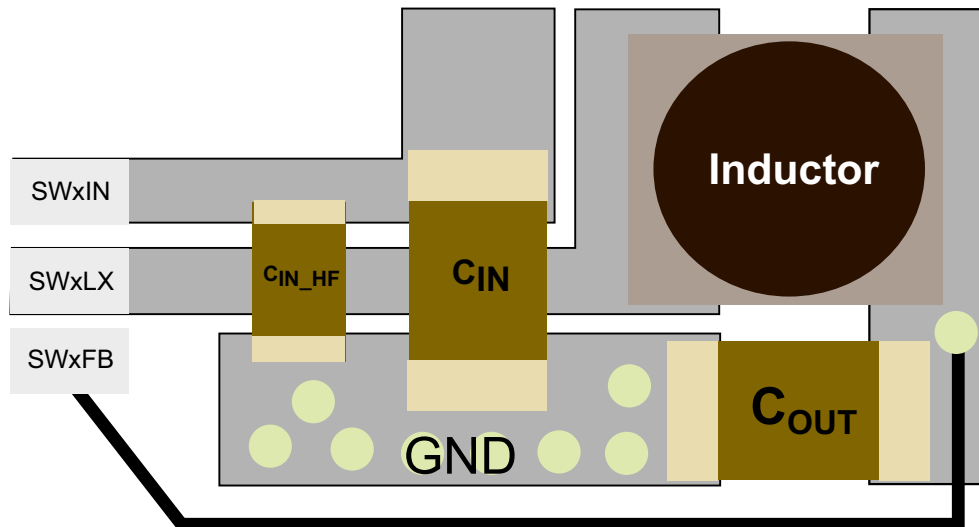 Inductor
SWxIN
SWxLX
CIN_HF
CIN
SWxFB
COUT
GND